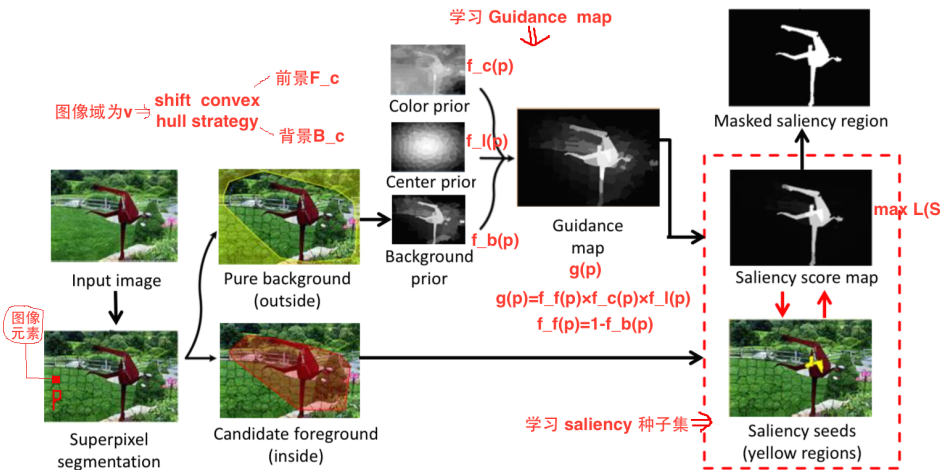 学习 Guidance map
f_c(p)
Color prior
前景F_c
图像域为v
shift convex
hull strategy
背景B_c
f_l(p)
Center prior
f_b(p)
Background
prior
Masked saliency region
Input image
Pure background
(outside)
Guidance
map
g(p)
g(p)=f_f(p)×f_c(p)×f_l(p)
f_f(p)=1-f_b(p)
max L(S
Saliency score map
图像
元素
p
Superpixel
segmentation
Candidate foreground
(inside)
学习 saliency 种子集
Saliency seeds
(yellow regions)